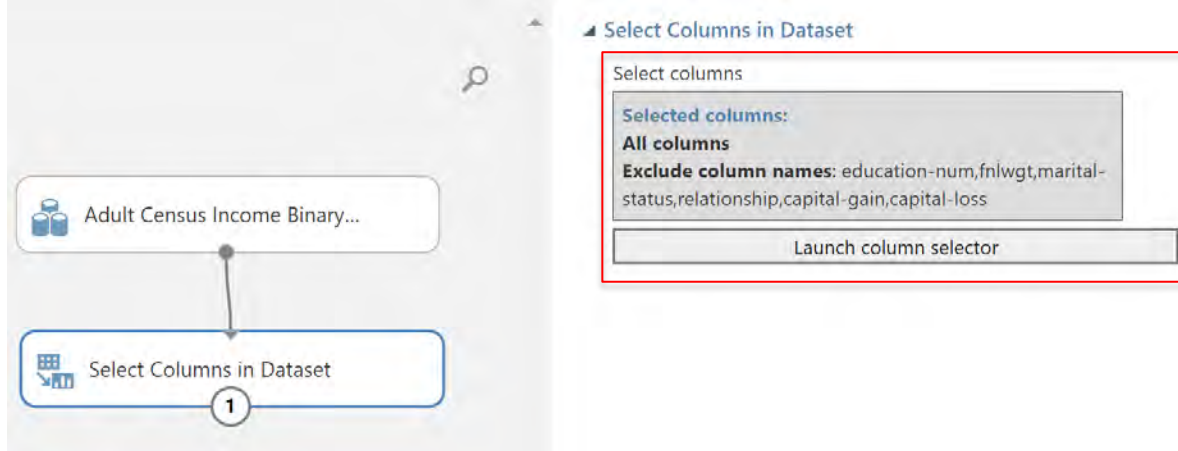 Adult Census Income Binary...
Select Columns in Dataset
1
Select Columns in Dataset
Select columns
Selected columns:
All columns
Exclude column names: education-num,fnlwgt,marital-
status,relationship,capital-gain,capital-loss
Launch column selector